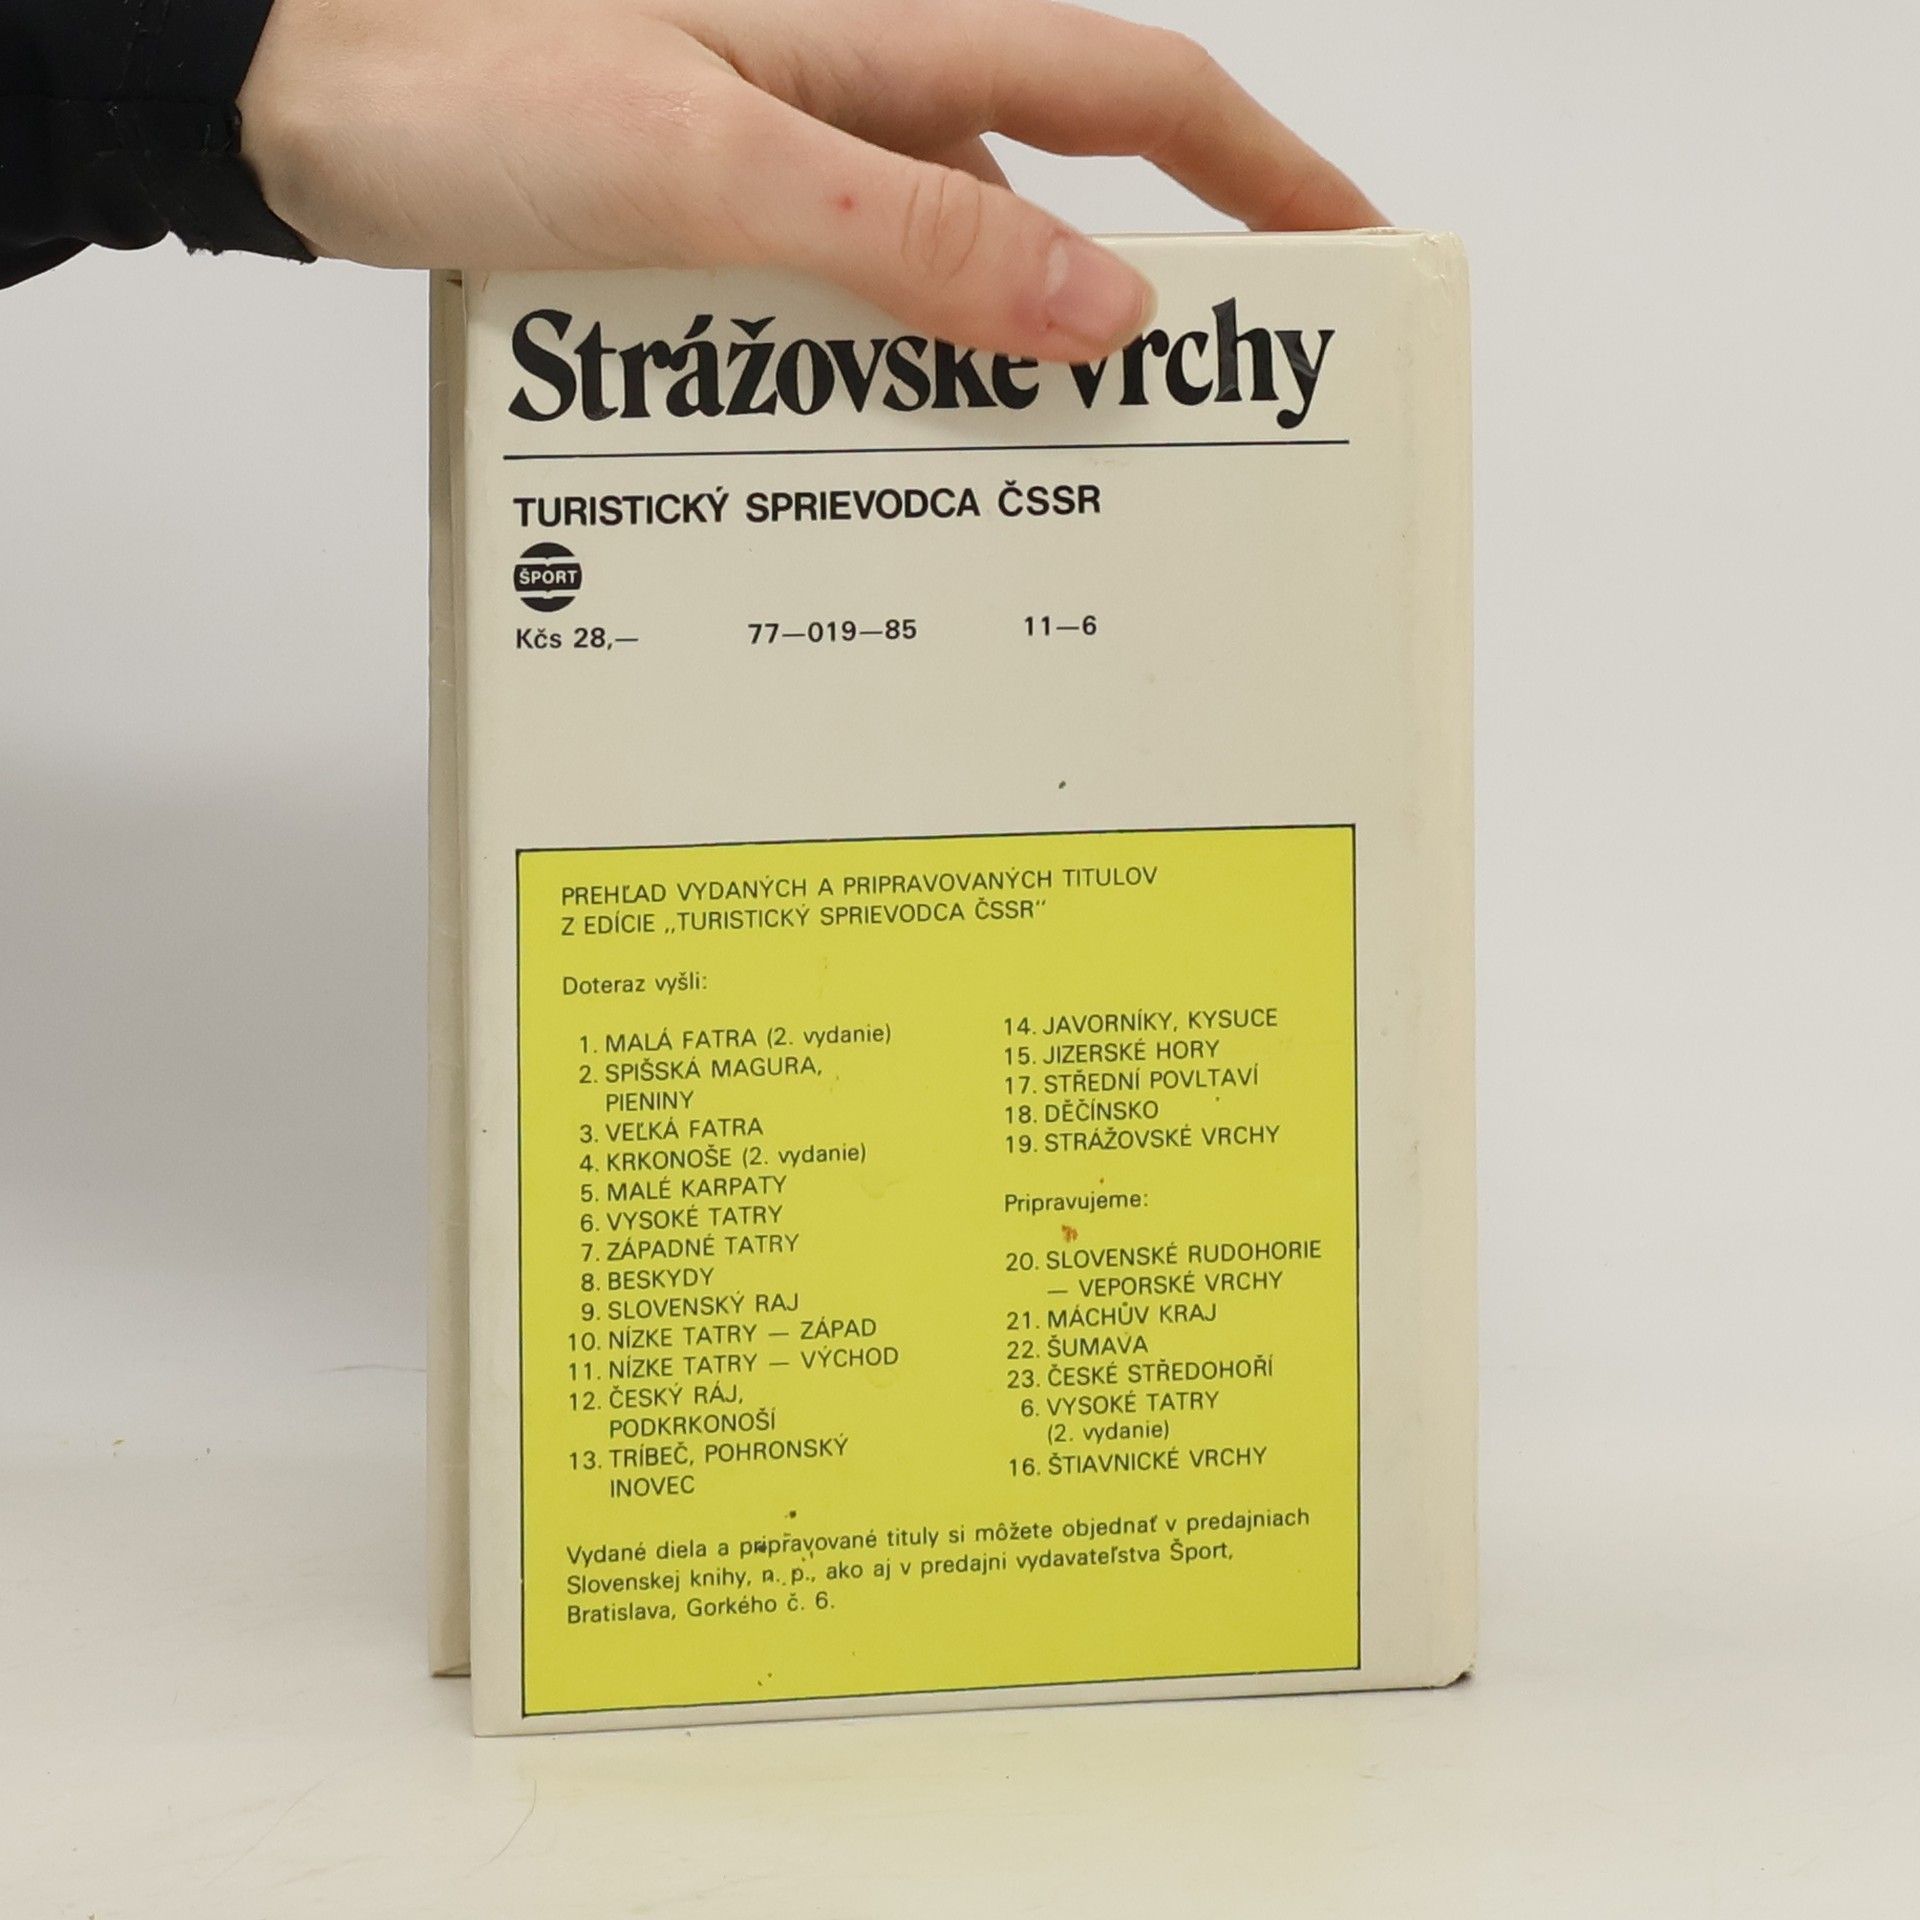 Strážovské vrchy
TURISTICKÝ SPRIEVODCA ČSSR
ŠPORT
Kčs 28,— 77—019—85 11—6
PREHĽAD VYDANÝCH A PRIPRAVOVANÝCH TITULOV
Z EDÍCIE „TURISTICKÝ SPRIEVODCA ČSSR“
Doteraz vyšli:
1. MALÁ FATRA (2. vydanie)
2. SPIŠSKÁ MAGURA,
PIENINY
3. VEĽKÁ FATRA
4. KRKONOŠE (2. vydanie)
5. MALÉ KARPATY
6. VYSOKÉ TATRY
7. ZÁPADNÉ TATRY
8. BESKYDY
9. SLOVENSKÝ RAJ
10. NÍZKE TATRY — ZÁPAD
11. NÍZKE TATRY — VÝCHOD
12. ČESKÝ RÁJ,
PODKRKONOŠÍ
13. TRÍBEČ, POHRONSKÝ
INOVEC
14. JAVORNÍKY, KYSUCE
15. JIZERSKÉ HORY
17. STŘEDNÍ POVLTAVÍ
18. DĚČÍNSKO
19. STRÁŽOVSKÉ VRCHY
Pripravujeme:
20. SLOVENSKÉ RUDOHORIE
— VEPORSKÉ VRCHY
21. MÁCHŮV KRAJ
22. ŠUMAVA
23. ČESKÉ STŘEDOHOŘÍ
6. VYSOKÉ TATRY
(2. vydanie)
16. ŠTIAVNICKÉ VRCHY
Vydané diela a pripravované tituly si môžete objednať v predajniach
Slovenskej knihy, n. p., ako aj v predajni vydavateľstva Šport,
Bratislava, Gorkého č. 6.